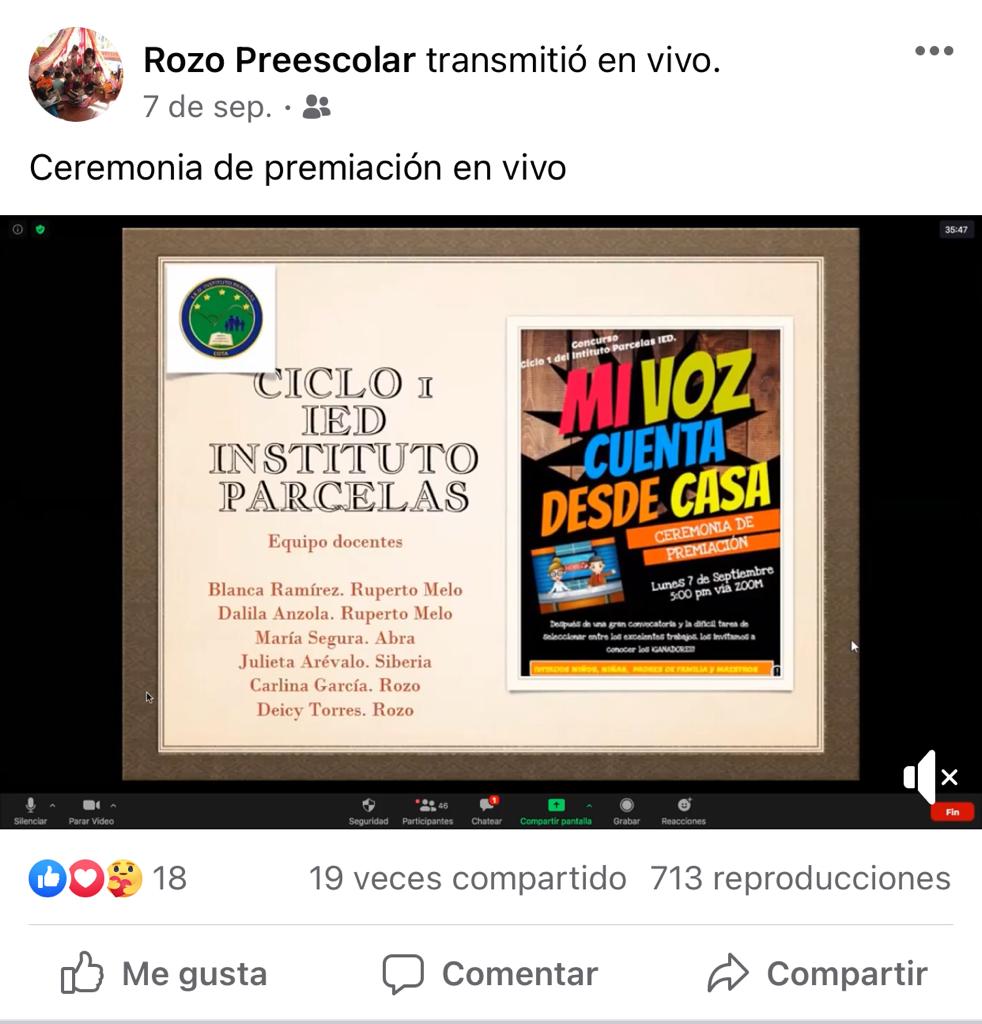 Rozo Preescolar transmitió en vivo.
7 de sep. ·
Ceremonia de premiación en vivo
35:47
I.E.D. INSTITUTO PARCELAS
COTA
CICLO 1
IED
INSTITUTO
PARCELAS
Equipo docentes
Blanca Ramírez. Ruperto Melo
Dalila Anzola. Ruperto Melo
María Segura. Abra
Julieta Arévalo. Siberia
Carlina García. Rozo
Deicy Torres. Rozo
Concurso
Ciclo 1 del Intituto Parcelas IED.
MI VOZ
CUENTA
DESDE CASA
CEREMONIA DE
PREMIACIÓN
Lunes 7 de Septiembre
5:00 pm via ZOOM
Después de una gran convocatoria y la difícil tarea de
seleccionar entre los excelentes trabajos, los invitamos a
conocer los ¡GANADORES!!
INVITADOS NIÑOS, NIÑAS, PADRES DE FAMILIA y MAESTROS
Silenciar
Parar Video
Seguridad
46
Participantes
1
Chatear
Compartir pantalla
Grabar
Reacciones
Fin
18
19 veces compartido
713 reproducciones
Me gusta
Comentar
Compartir